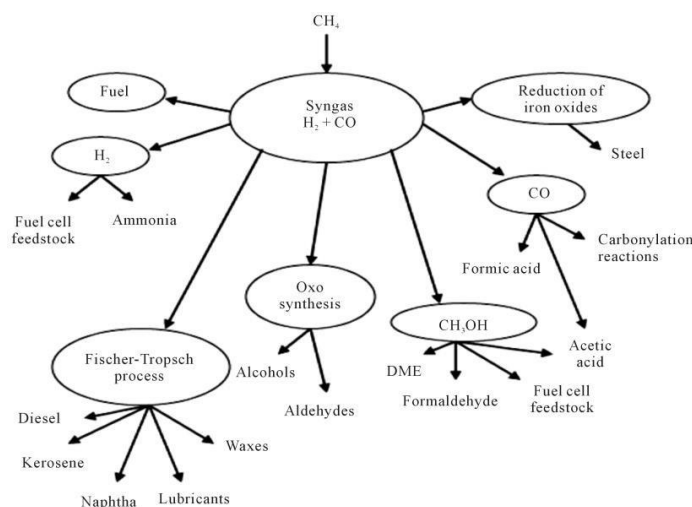 CH₄
Fuel
Syngas
H₂ + CO
Reduction of
iron oxides
H₂
Steel
CO
Fuel cell
feedstock
Ammonia
Carbonylation
reactions
Formic acid
Oxo
synthesis
CH₃OH
Acetic
acid
Fischer-Tropsch
process
Alcohols
DME
Fuel cell
feedstock
Formaldehyde
Aldehydes
Diesel
Waxes
Kerosene
Naphtha
Lubricants